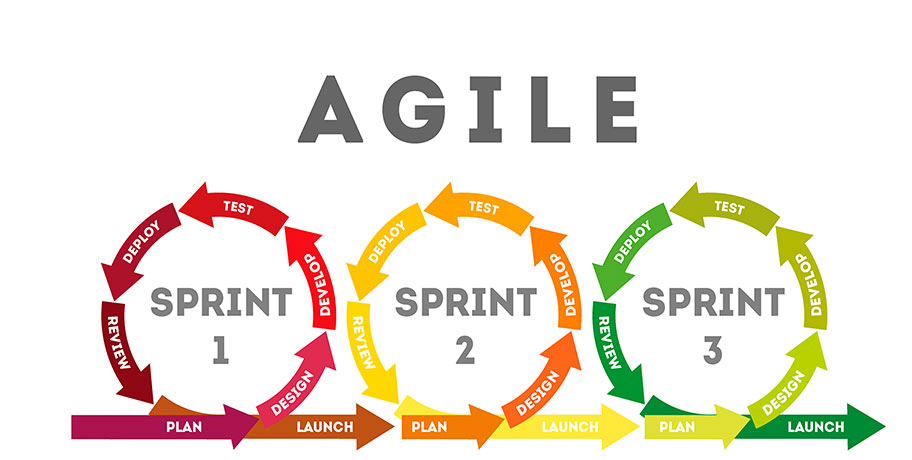 AGILE
TEST
DEPLOY
DEVELOP
SPRINT
1
REVIEW
DESIGN
PLAN
LAUNCH
TEST
DEPLOY
DEVELOP
SPRINT
2
REVIEW
DESIGN
PLAN
LAUNCH
TEST
DEPLOY
DEVELOP
SPRINT
3
REVIEW
DESIGN
PLAN
LAUNCH